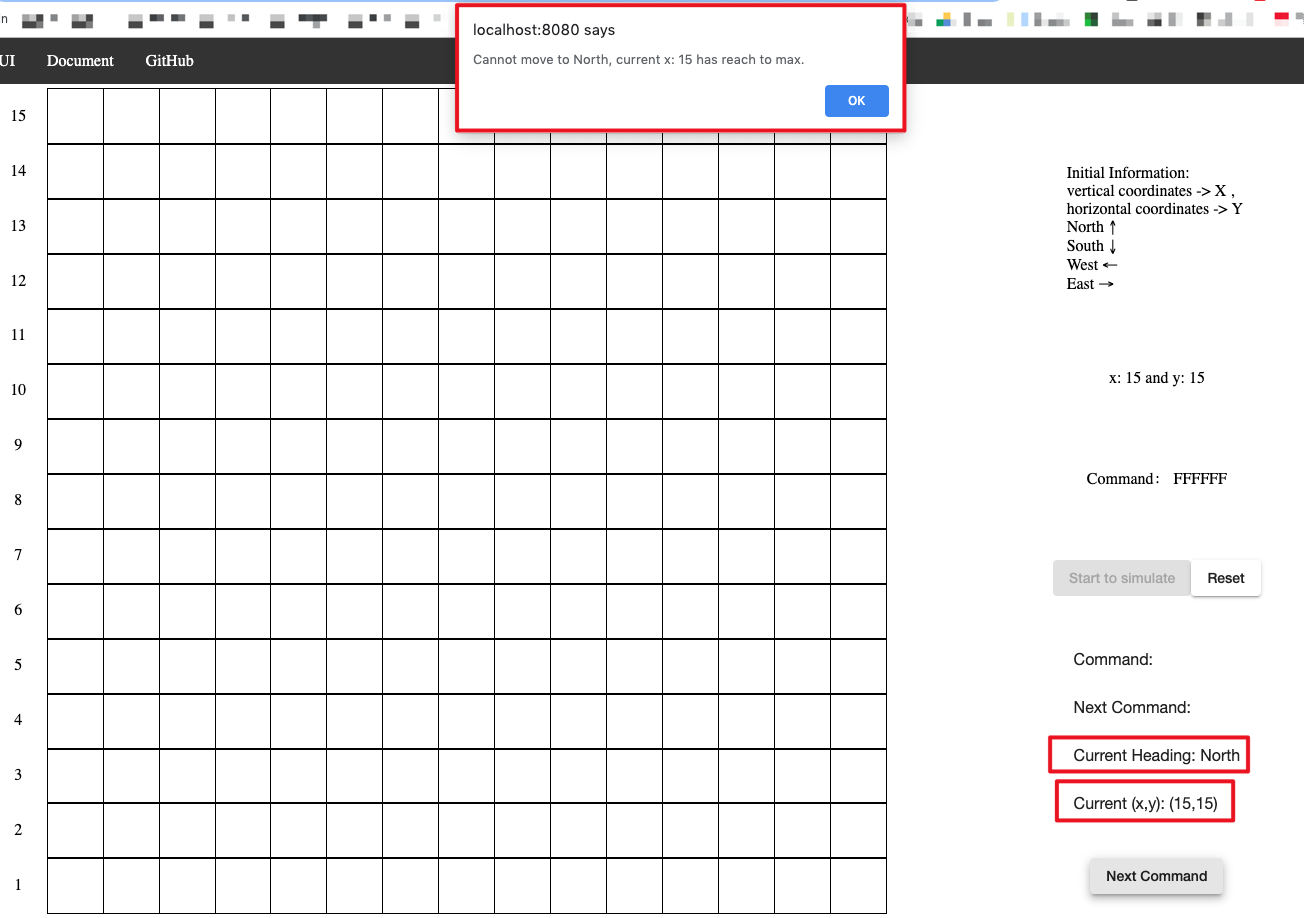 localhost:8080 says
Cannot move to North, current x: 15 has reach to max.
OK
UI Document GitHub
15
14
13
12
11
10
9
8
7
6
5
4
3
2
1
Initial Information:
vertical coordinates -> X ,
horizontal coordinates -> Y
North ↑
South ↓
West ←
East →
x: 15 and y: 15
Command: FFFFFF
Start to simulate Reset
Command:
Next Command:
Current Heading: North
Current (x,y): (15,15)
Next Command